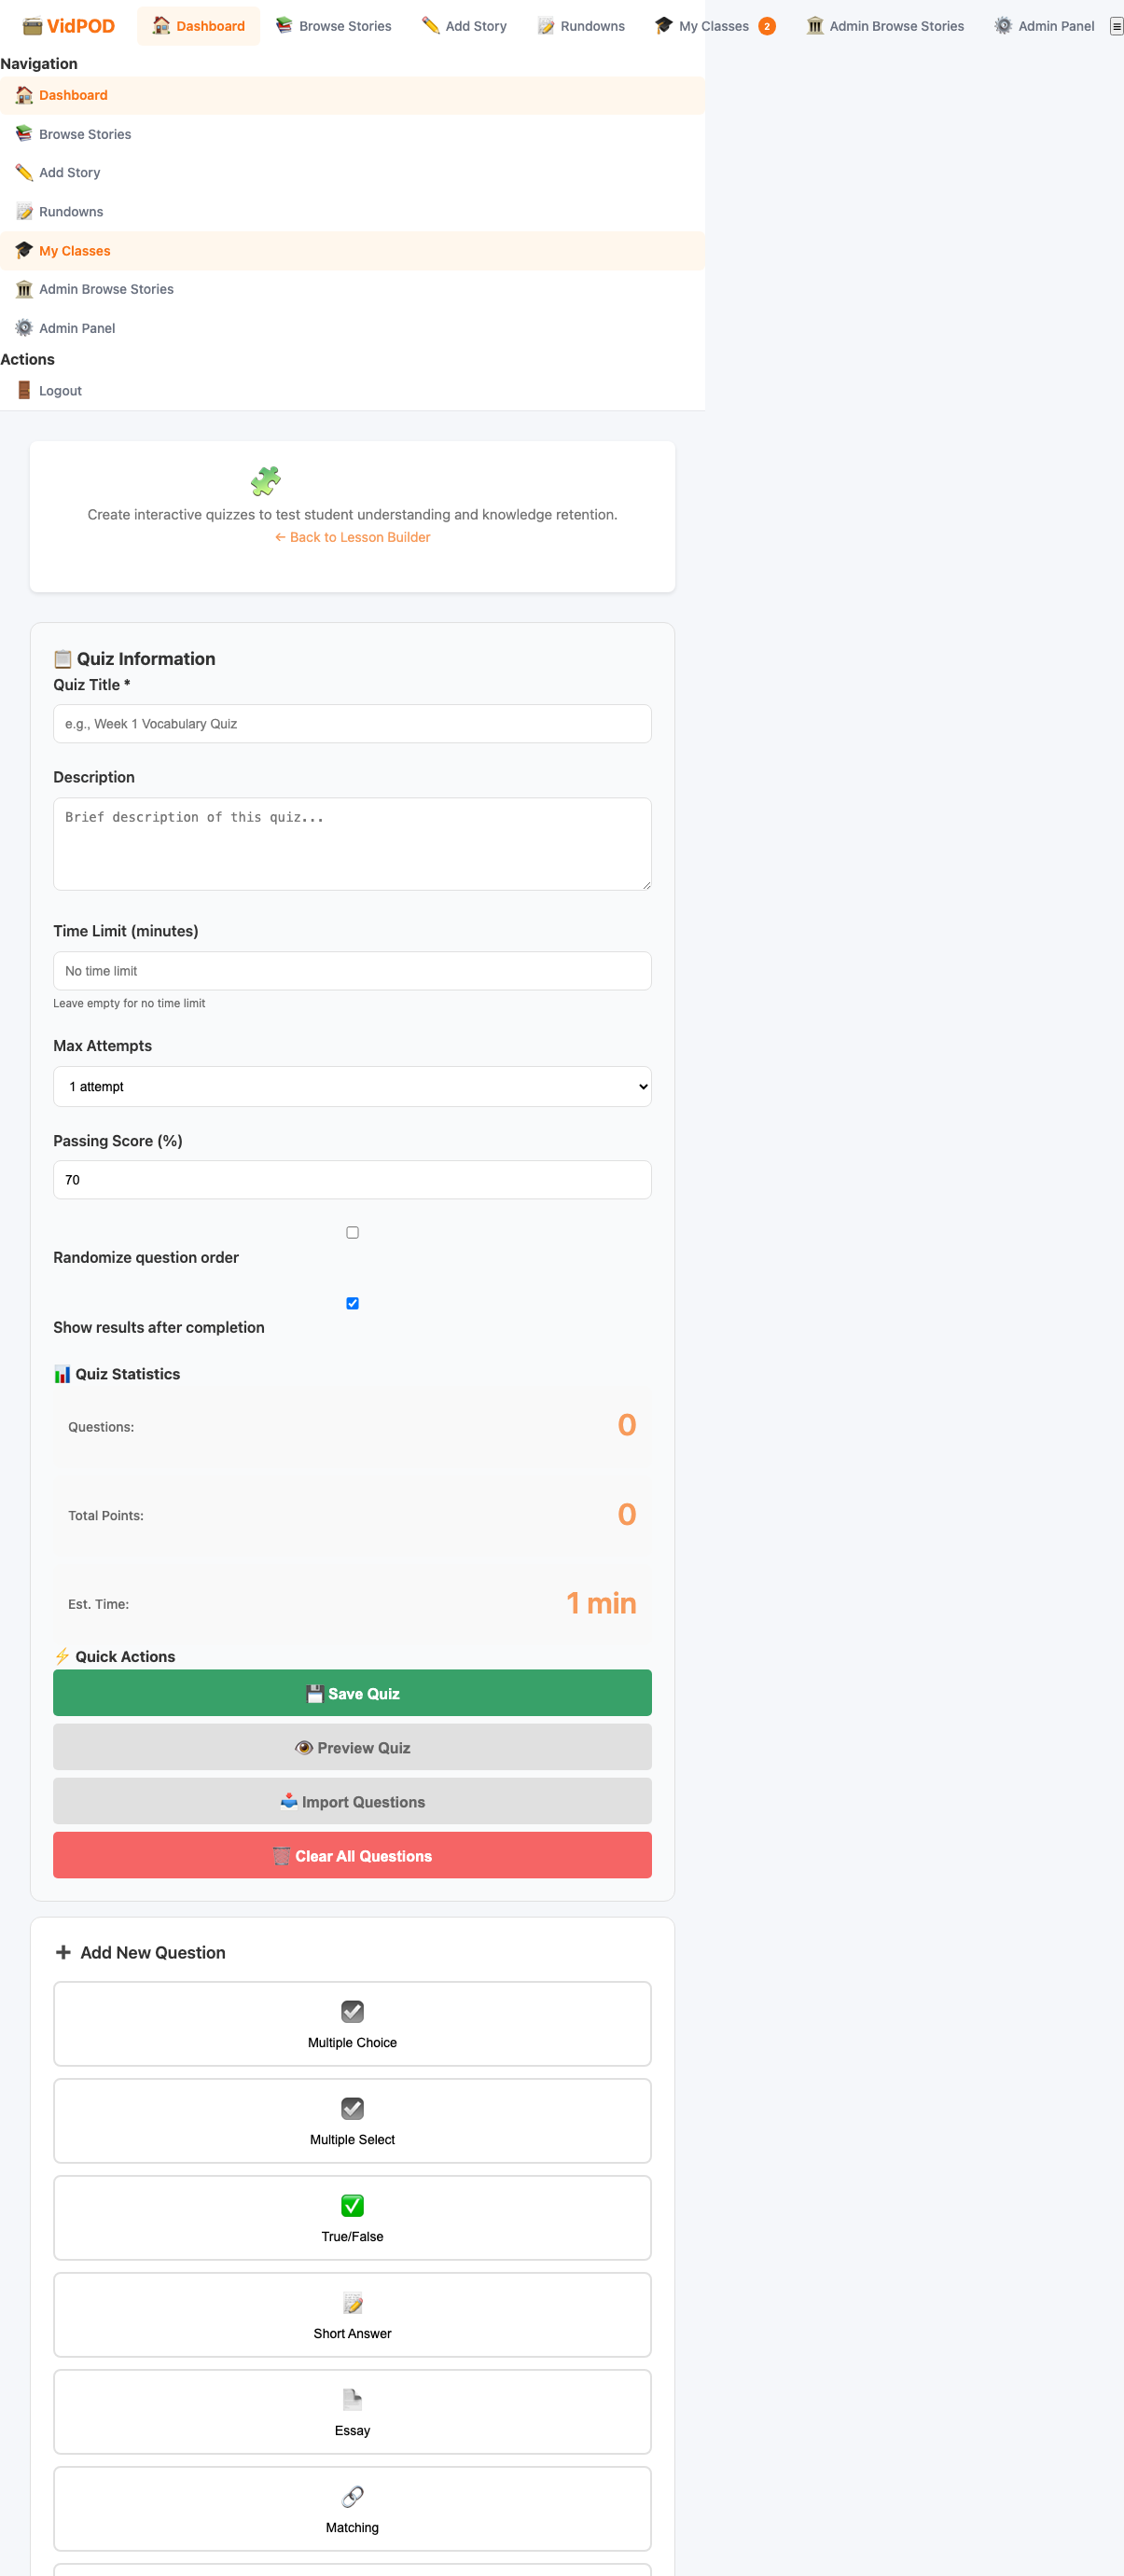 VidPOD
Dashboard
Browse Stories
Add Story
Rundowns
My Classes 2
Admin Browse Stories
Admin Panel
≡
Navigation
Dashboard
Browse Stories
Add Story
Rundowns
My Classes
Admin Browse Stories
Admin Panel
Actions
Logout
Create interactive quizzes to test student understanding and knowledge retention.
← Back to Lesson Builder
Quiz Information
Quiz Title *
e.g., Week 1 Vocabulary Quiz
Description
Brief description of this quiz...
Time Limit (minutes)
No time limit
Leave empty for no time limit
Max Attempts
1 attempt
Passing Score (%)
70
Randomize question order
Show results after completion
Quiz Statistics
Questions: 0
Total Points: 0
Est. Time: 1 min
Quick Actions
Save Quiz
Preview Quiz
Import Questions
Clear All Questions
Add New Question
Multiple Choice
Multiple Select
True/False
Short Answer
Essay
Matching